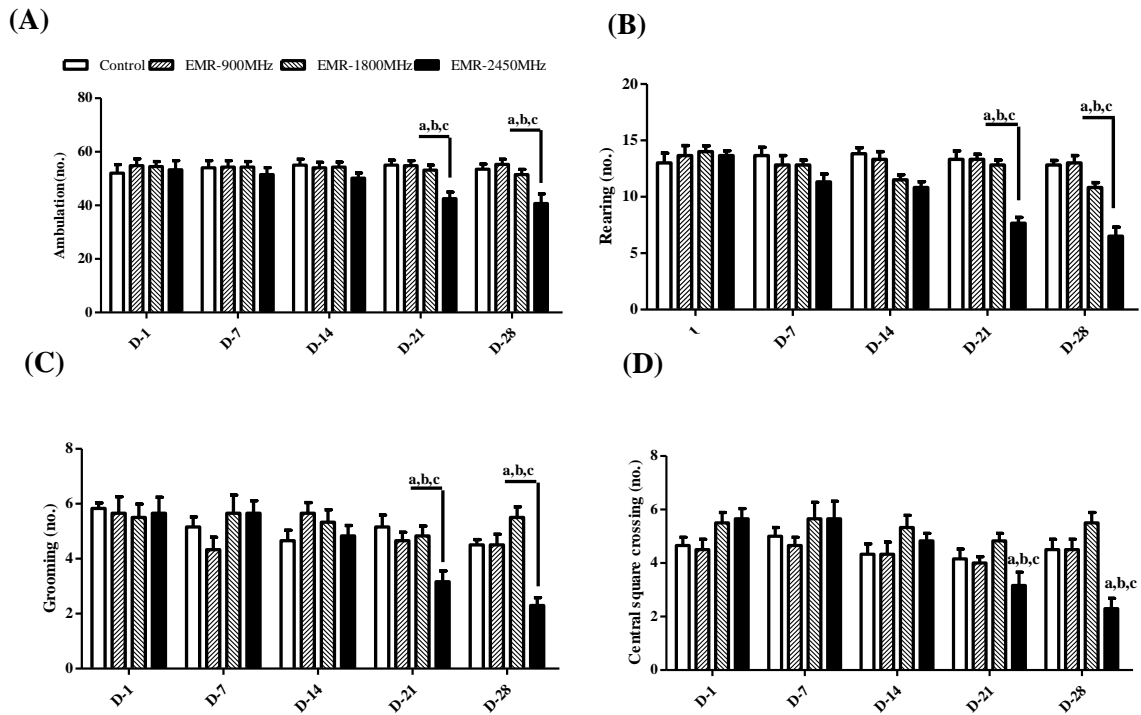 (A)
(B)
Control EMR-900MHz EMR-1800MHz EMR-2450MHz
Ambulation(no.)
80
60
40
20
0
a,b,c
a,b,c
D-1 D-7 D-14 D-21 D-28
Rearing (no.)
20
15
10
5
0
a,b,c
a,b,c
D-7 D-14 D-21 D-28
(C)
(D)
Grooming (no.)
8
6
4
2
0
a,b,c
a,b,c
D-1 D-7 D-14 D-21 D-28
Central square crossing (no.)
8
6
4
2
0
a,b,c
a,b,c
D-1 D-7 D-14 D-21 D-28